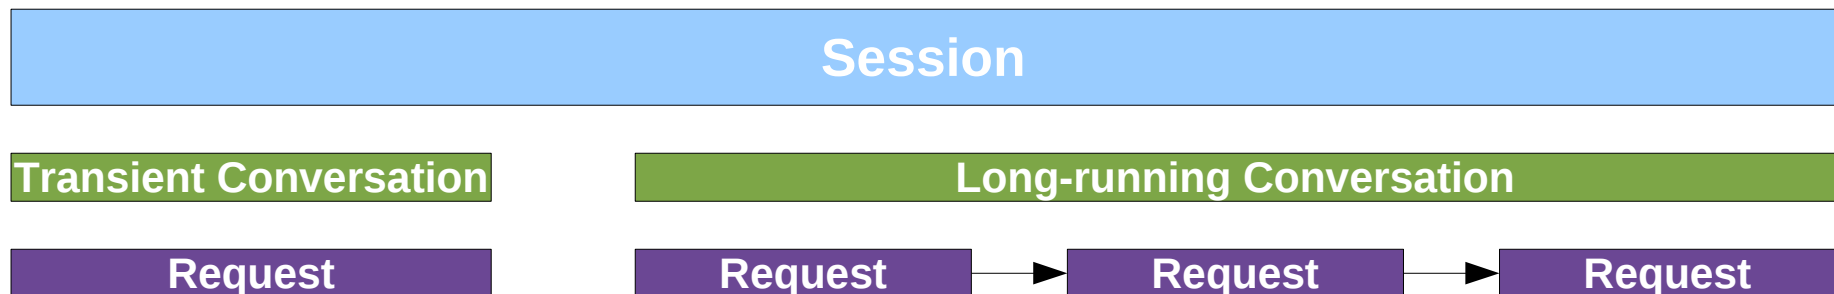 Session
Transient Conversation
Long-running Conversation
Request
Request
Request
Request